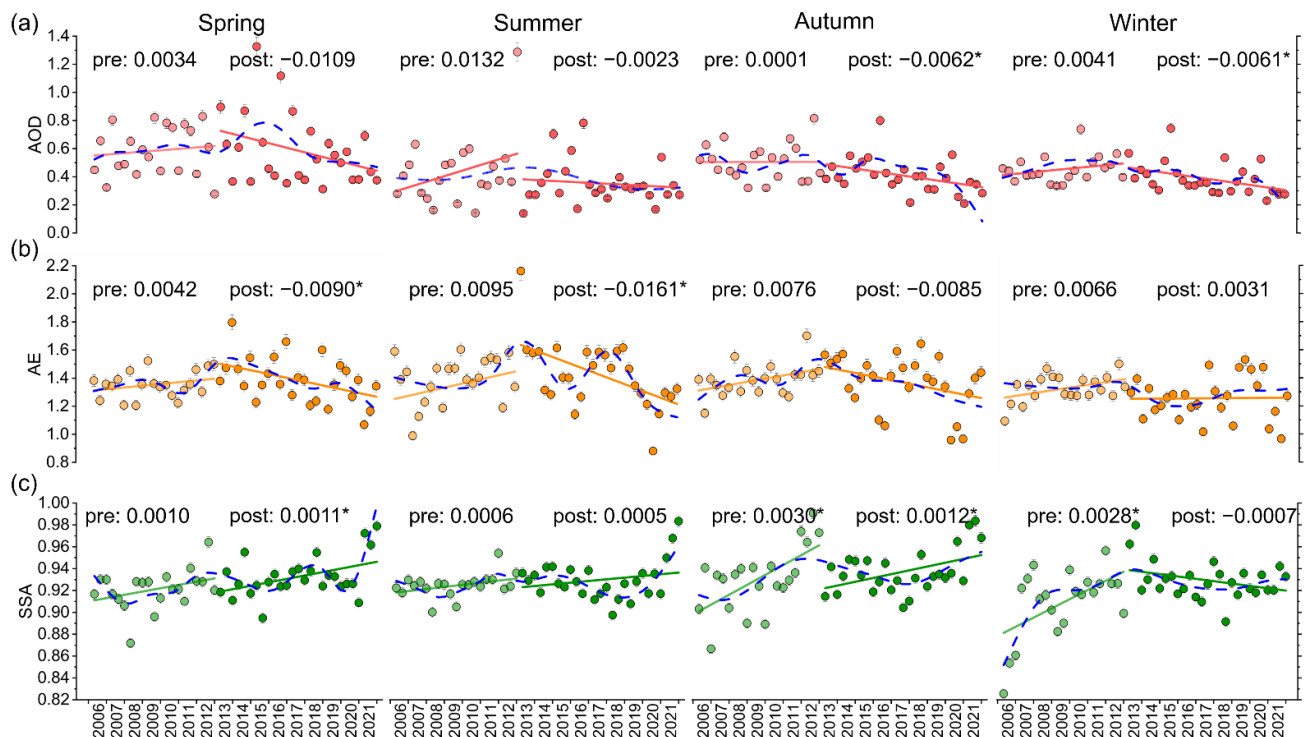 Spring Summer Autumn Winter
(a)
pre: 0.0034 post: −0.0109 pre: 0.0132 post: −0.0023 pre: 0.0001 post: −0.0062* pre: 0.0041 post: −0.0061*
AOD
1.4
1.2
1.0
0.8
0.6
0.4
0.2
0.0
(b)
pre: 0.0042 post: −0.0090* pre: 0.0095 post: −0.0161* pre: 0.0076 post: −0.0085 pre: 0.0066 post: 0.0031
AE
2.2
2.0
1.8
1.6
1.4
1.2
1.0
0.8
(c)
pre: 0.0010 post: 0.0011* pre: 0.0006 post: 0.0005 pre: 0.0030* post: 0.0012* pre: 0.0028* post: −0.0007
SSA
1.00
0.98
0.96
0.94
0.92
0.90
0.88
0.86
0.84
0.82
2006 2007 2008 2009 2010 2011 2012 2013 2015 2016 2017 2018 2019 2020 2021
2006 2007 2008 2009 2010 2011 2012 2013 2014 2015 2016 2017 2018 2019 2020 2021
2006 2007 2008 2009 2010 2011 2012 2013 2014 2015 2016 2017 2018 2019 2020 2021
2006 2007 2008 2009 2010 2011 2012 2013 2014 2015 2016 2017 2018 2019 2020 2021